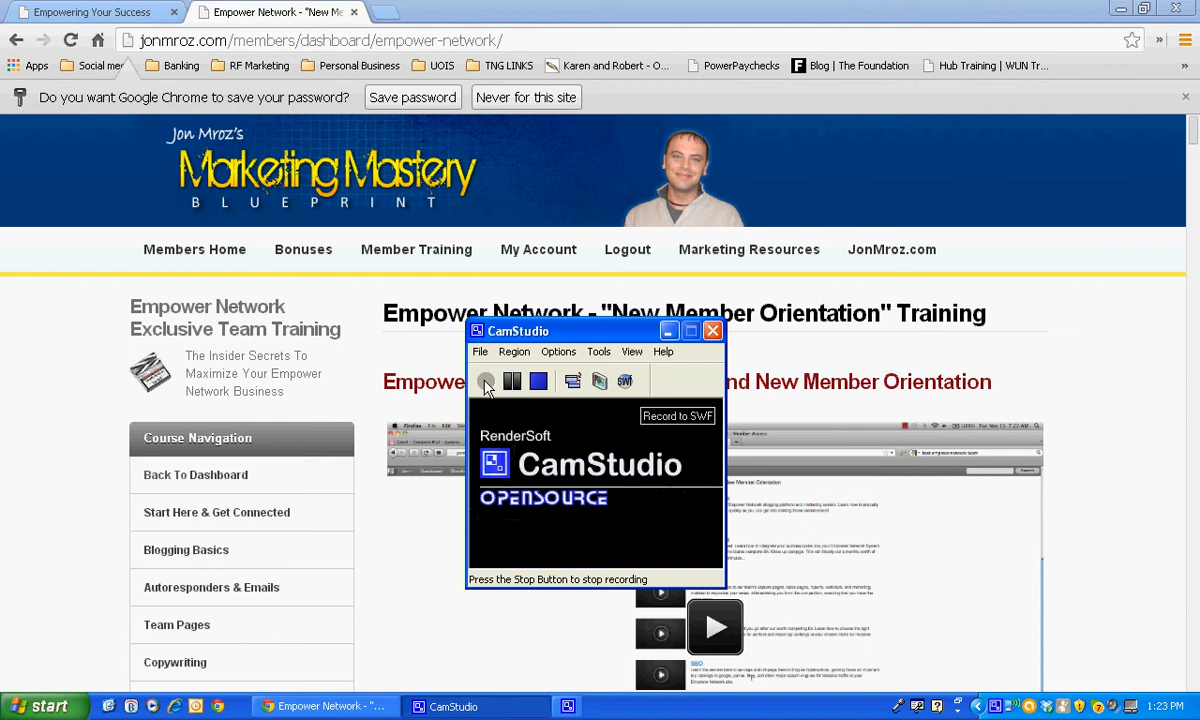 Empowering Your Success
Empower Network - "New Me
jonmroz.com/members/dashboard/empower-network/
Apps
Social med
Banking
RF Marketing
Personal Business
UOIS
TNG LINKS
Karen and Robert - O...
PowerPaychecks
Blog | The Foundation
Hub Training | WUN Tr...
Do you want Google Chrome to save your password?
Save password
Never for this site
Jon Mroz's
Marketing Mastery
BLUEPRINT
Members Home
Bonuses
Member Training
My Account
Logout
Marketing Resources
JonMroz.com
Empower Network
Exclusive Team Training
The Insider Secrets To
Maximize Your Empower
Network Business
Course Navigation
Back To Dashboard
Start Here & Get Connected
Blogging Basics
Autoresponders & Emails
Team Pages
Copywriting
Empower Network - "New Member Orientation" Training
Empowe
nd New Member Orientation
CamStudio
File
Region
Options
Tools
View
Help
Record to SWF
RenderSoft
CamStudio
OPENSOURCE
Press the Stop Button to stop recording
SEO
start
Empower Network - "...
CamStudio
1:23 PM